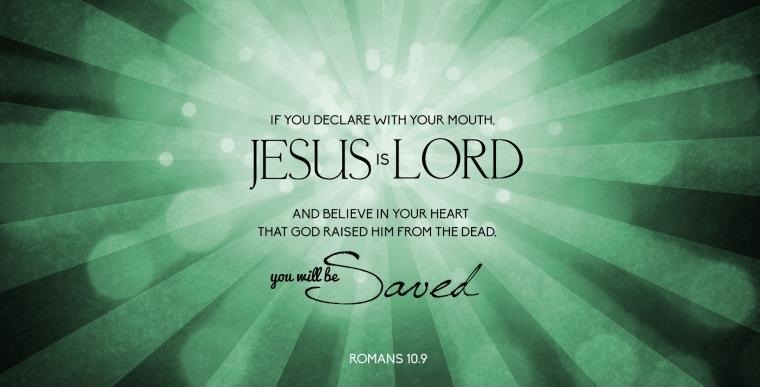 IF YOU DECLARE WITH YOUR MOUTH,
JESUS IS LORD
AND BELIEVE IN YOUR HEART
THAT GOD RAISED HIM FROM THE DEAD,
you will be Saved
ROMANS 10.9